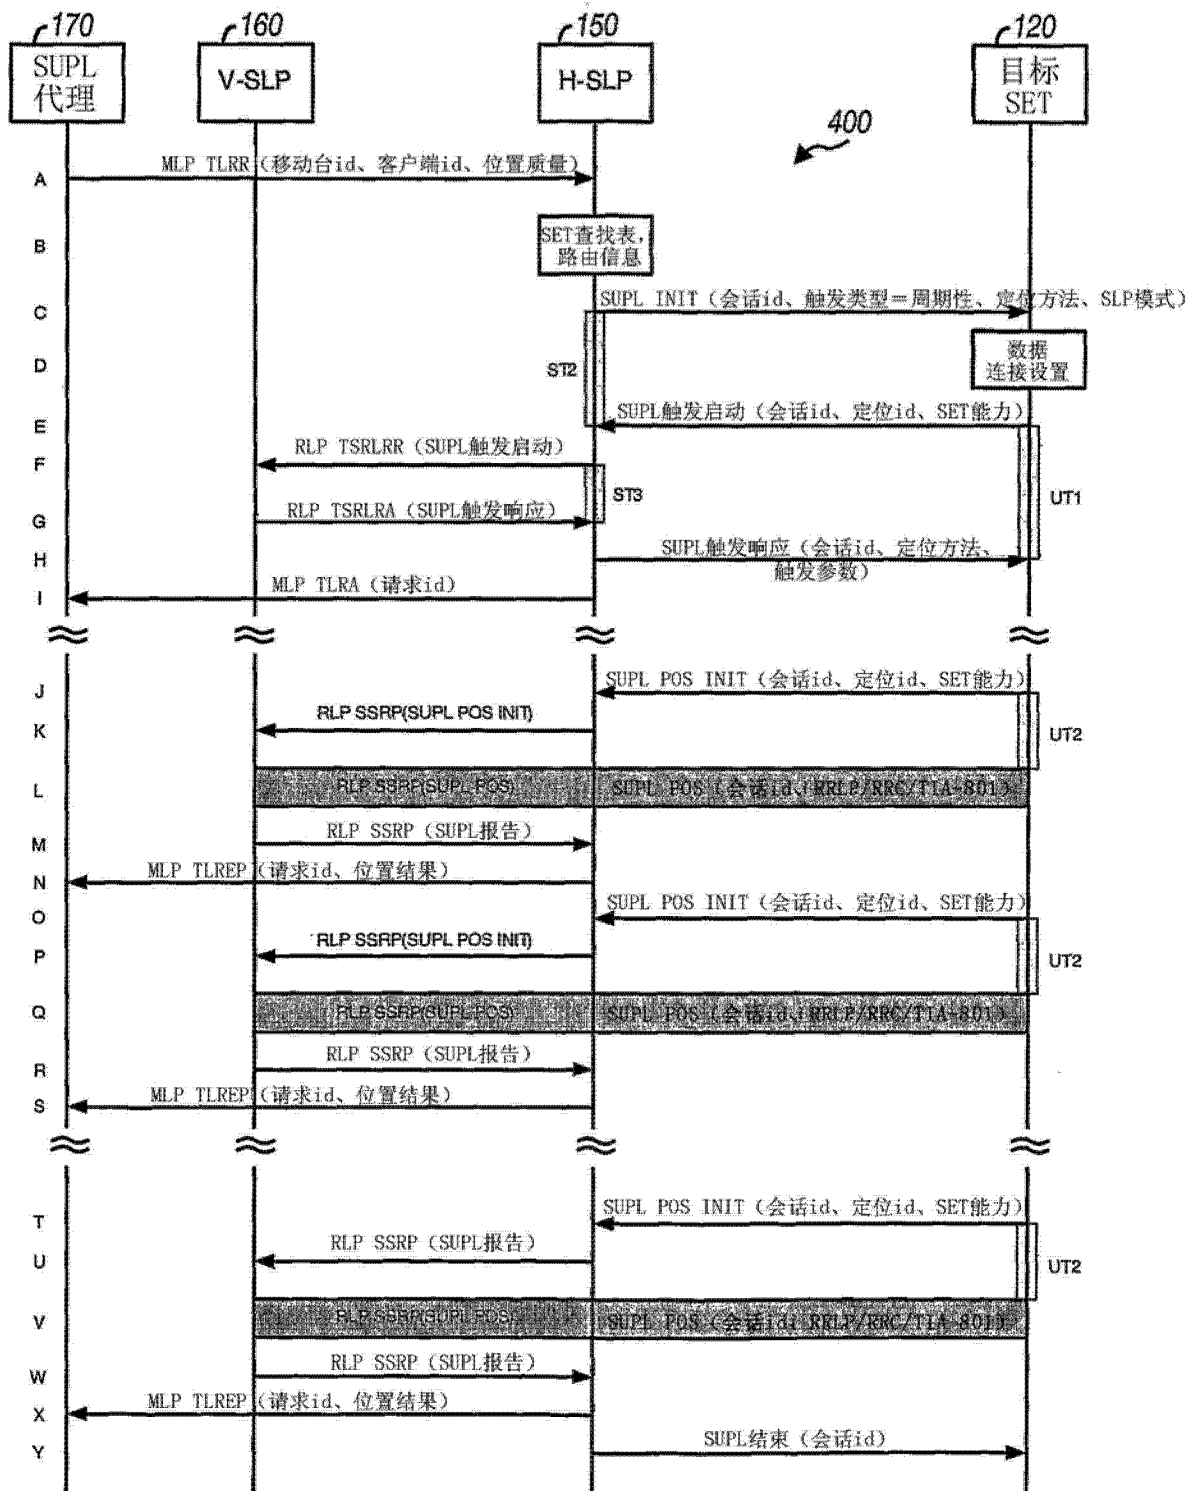 170
160
150
120
SUPL
代理
V-SLP
H-SLP
目标
SET
400
A
MLP TLRR（移动台id、客户端id、位置质量）
B
SET查找表，
路由信息
C
SUPL INIT（会话id、触发类型＝周期性、定位方法、SLP模式）
D
ST2
数据
连接设置
E
SUPL触发启动（会话id、定位id、SET能力）
F
RLP TSRLRR（SUPL触发启动）
ST3
UT1
G
RLP TSRLRA（SUPL触发响应）
H
SUPL触发响应（会话id、定位方法、
触发参数）
I
MLP TLRA（请求id）
J
SUPL POS INIT（会话id、定位id、SET能力）
K
RLP SSRP(SUPL POS INIT)
UT2
L
RLP SSRP(SUPL POS)
SUPL POS（会话id、RRLP/RRC/TIA-801）
M
RLP SSRP（SUPL报告）
N
MLP TLREP（请求id、位置结果）
O
SUPL POS INIT（会话id、定位id、SET能力）
P
RLP SSRP(SUPL POS INIT)
UT2
Q
RLP SSRP(SUPL POS)
SUPL POS（会话id、RRLP/RRC/TIA-801）
R
RLP SSRP（SUPL报告）
S
MLP TLREP（请求id、位置结果）
T
SUPL POS INIT（会话id、定位id、SET能力）
U
RLP SSRP（SUPL报告）
UT2
V
RLP SSRP(SUPL POS)
SUPL POS（会话id、RRLP/RRC/TIA-801）
W
RLP SSRP（SUPL报告）
X
MLP TLREP（请求id、位置结果）
Y
SUPL结束（会话id）